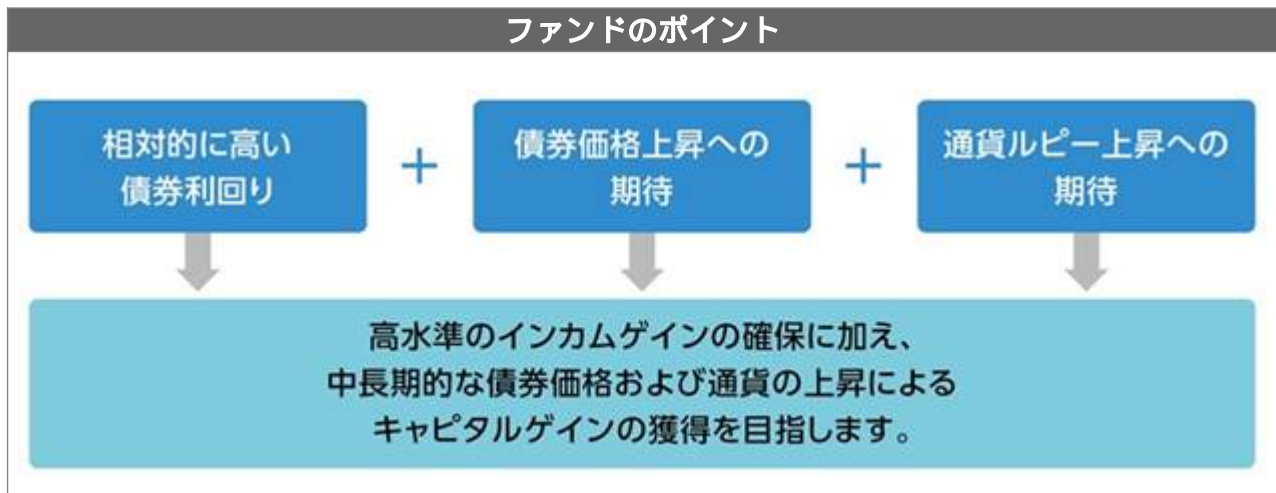 ファンドのポイント
相対的に高い
債券利回り
+
債券価格上昇への
期待
+
通貨ルピー上昇への
期待
高水準のインカムゲインの確保に加え、
中長期的な債券価格および通貨の上昇による
キャピタルゲインの獲得を目指します。